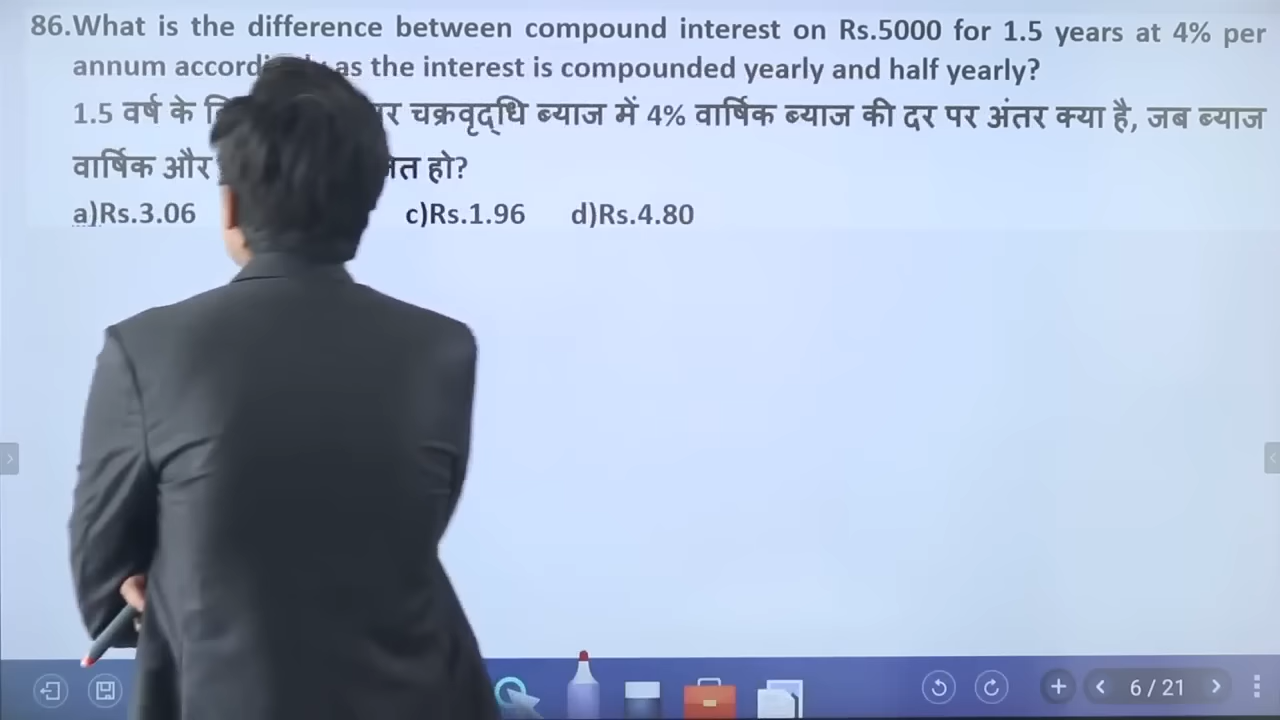 86.What is the difference between compound interest on Rs.5000 for 1.5 years at 4% per
annum as the interest is compounded yearly and half yearly?
1.5 वर्ष के चक्रवृद्धि ब्याज में 4% वार्षिक ब्याज की दर पर अंतर क्या है, जब ब्याज
वार्षिक और हो?
a)Rs.3.06 c)Rs.1.96 d)Rs.4.80
6 / 21